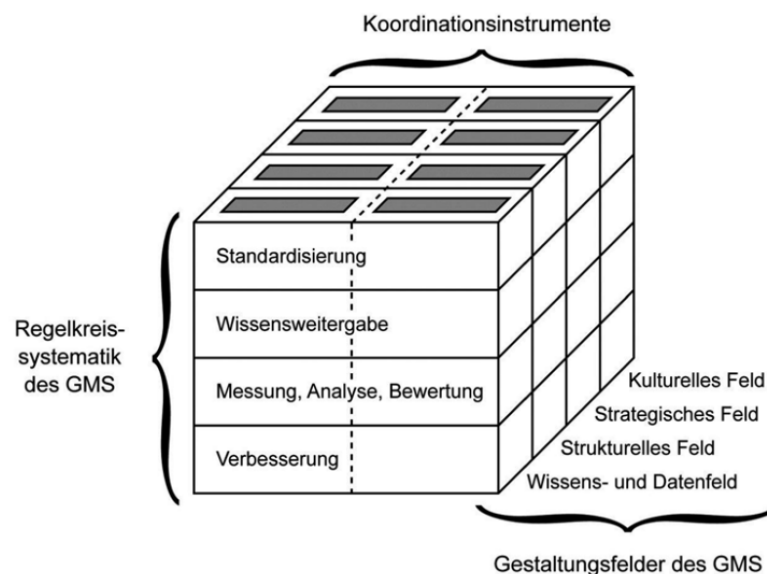 Koordinationsinstrumente
Standardisierung
Wissensweitergabe
Messung, Analyse, Bewertung
Verbesserung
Regelkreis-
systematik
des GMS
Kulturelles Feld
Strategisches Feld
Strukturelles Feld
Wissens- und Datenfeld
Gestaltungsfelder des GMS